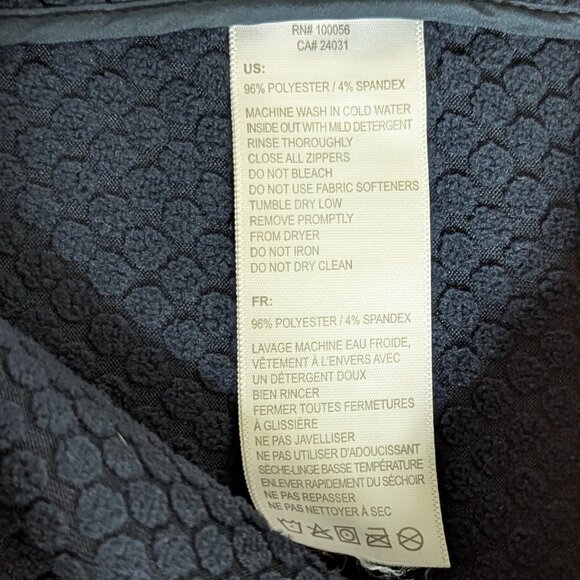 RN# 100056
CA# 24031
US:
96% POLYESTER / 4% SPANDEX
MACHINE WASH IN COLD WATER
INSIDE OUT WITH MILD DETERGENT
RINSE THOROUGHLY
CLOSE ALL ZIPPERS
DO NOT BLEACH
DO NOT USE FABRIC SOFTENERS
TUMBLE DRY LOW
REMOVE PROMPTLY
FROM DRYER
DO NOT IRON
DO NOT DRY CLEAN
FR:
96% POLYESTER / 4% SPANDEX
LAVAGE MACHINE EAU FROIDE,
VÊTEMENT À L'ENVERS AVEC
UN DÉTERGENT DOUX
BIEN RINCER
FERMER TOUTES FERMETURES
À GLISSIÈRE
NE PAS JAVELLISER
NE PAS UTILISER D'ADOUCISSANT
SÈCHE-LINGE BASSE TEMPÉRATURE
ENLEVER RAPIDEMENT DU SÉCHOIR
NE PAS REPASSER
NE PAS NETTOYER À SEC